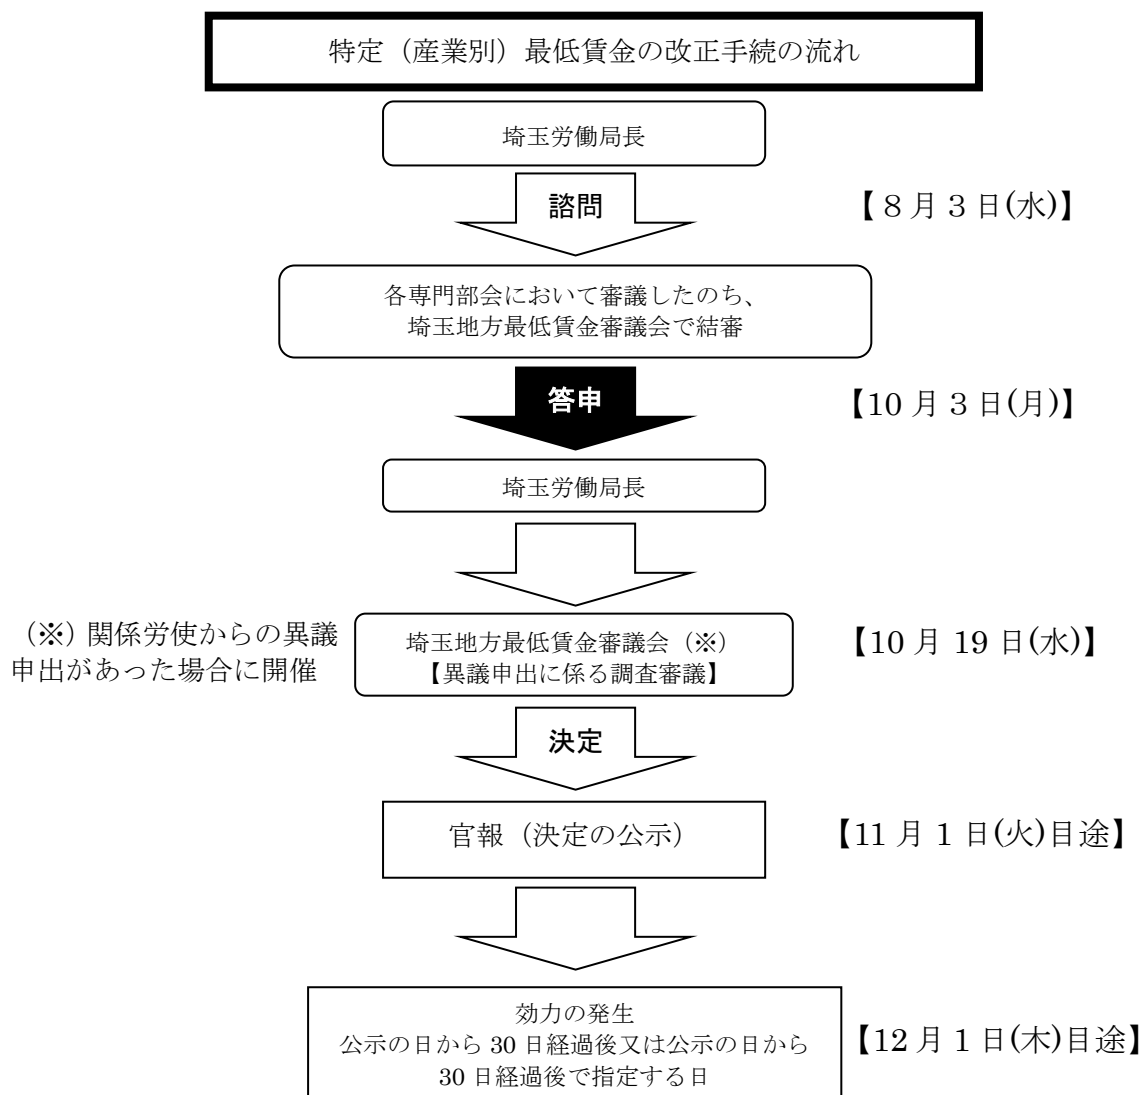 特定（産業別）最低賃金の改正手続の流れ
埼玉労働局長
諮問
【８月３日(水)】
各専門部会において審議したのち、
埼玉地方最低賃金審議会で結審
答申
【10月３日(月)】
埼玉労働局長
（※）関係労使からの異議
申出があった場合に開催
埼玉地方最低賃金審議会（※）
【異議申出に係る調査審議】
【10月19日(水)】
決定
官報（決定の公示）
【11月1日(火)目途】
効力の発生
公示の日から30日経過後又は公示の日から
30日経過後で指定する日
【12月1日(木)目途】